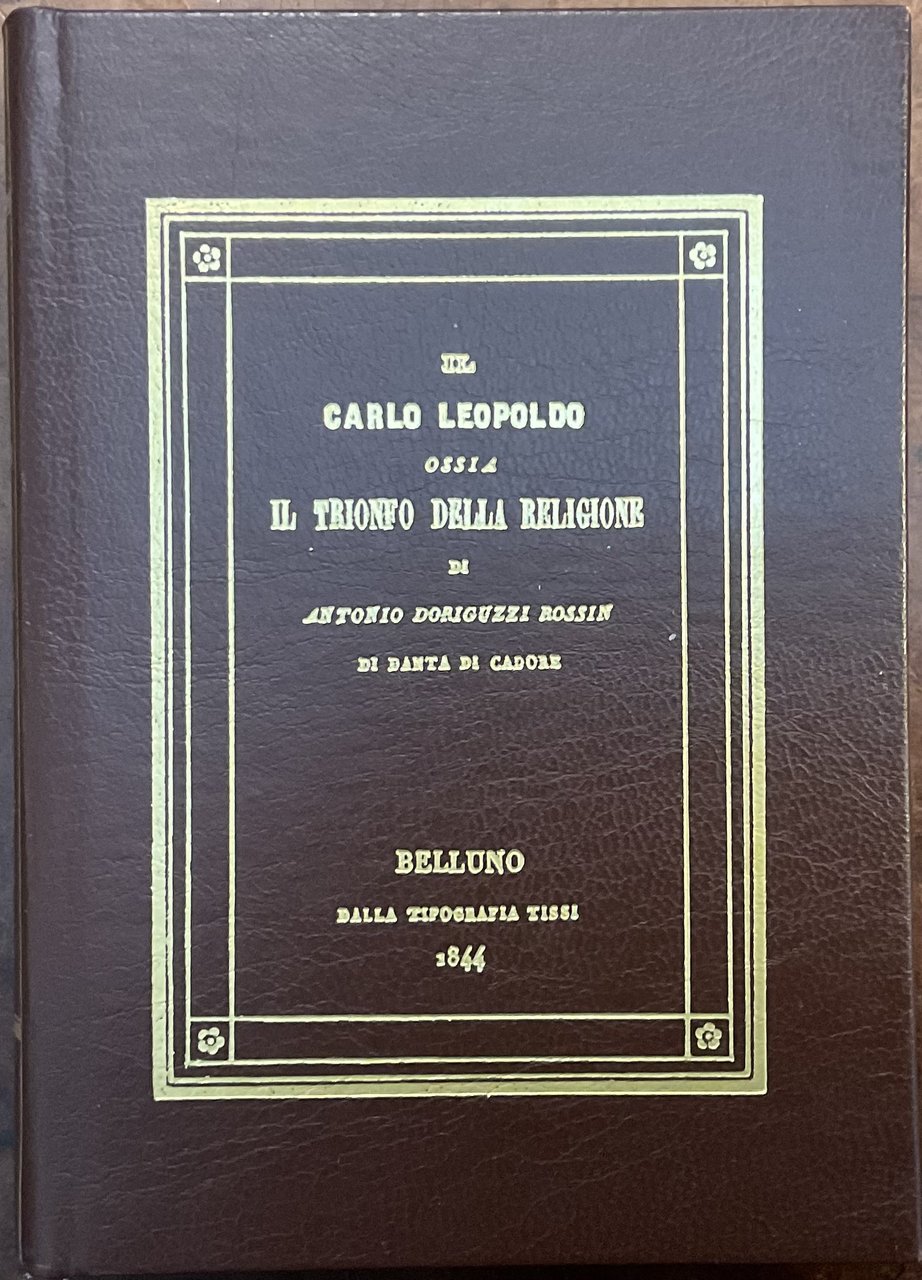 IL
CARLO LEOPOLDO
OSSIA
IL TRIONFO DELLA RELIGIONE
DI
ANTONIO DORIGUZZI ROSSIN
DI DANTA DI CADORE
BELLUNO
DALLA TIPOGRAFIA TISSI
1844